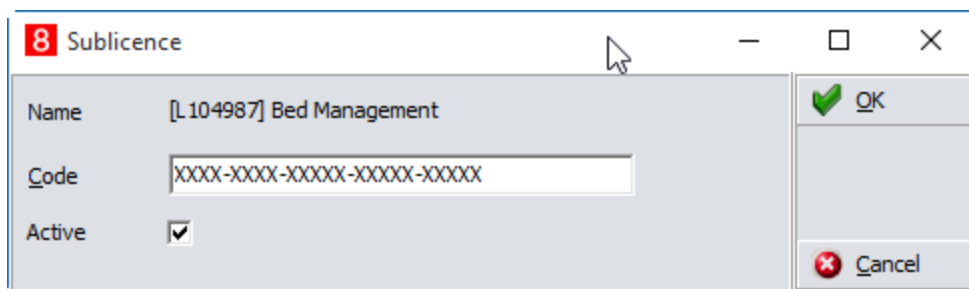 8 Sublicence
Name [L104987] Bed Management
OK
Code XXXX-XXXX-XXXXX-XXXXX-XXXXX
Active
Cancel